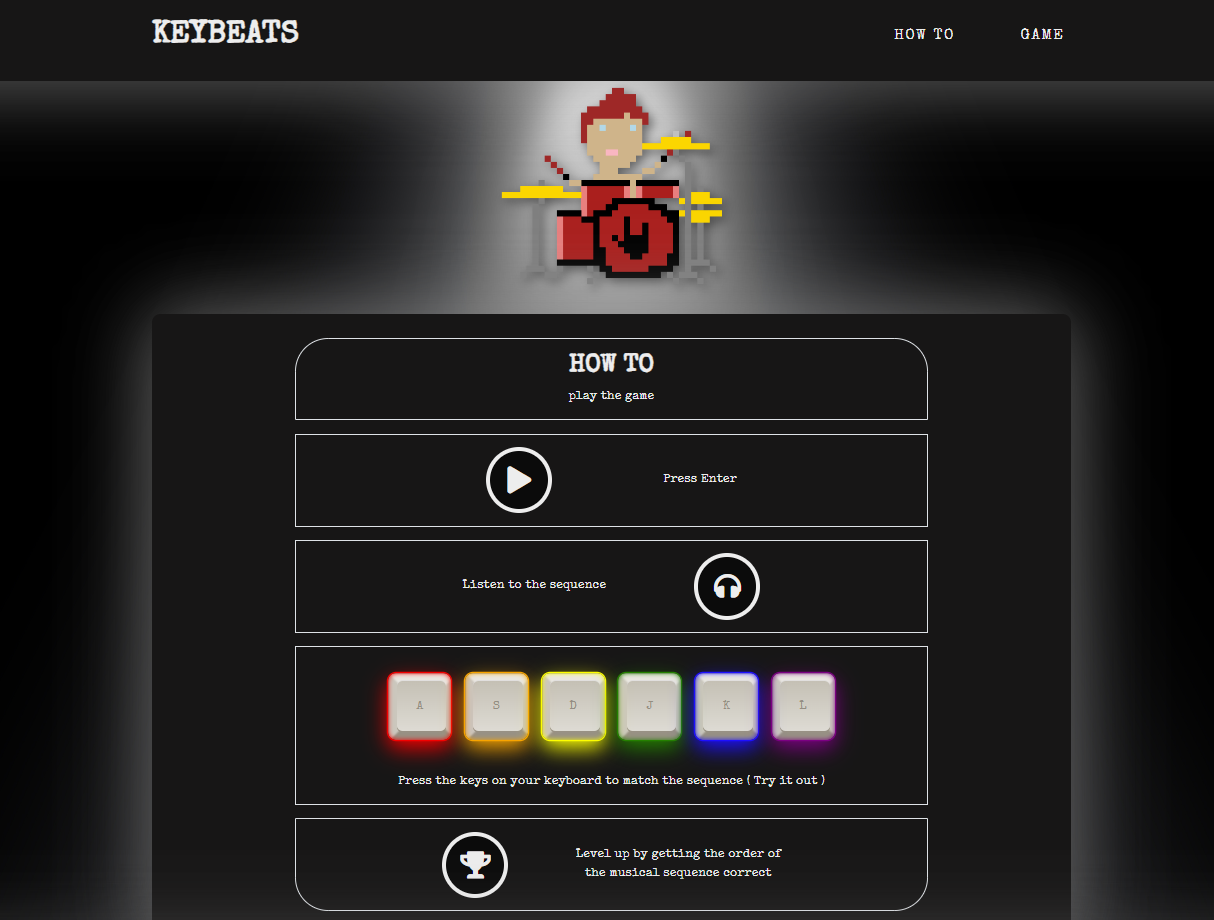 KEYBEATS
HOW TO
GAME
HOW TO
play the game
Press Enter
Listen to the sequence
A S D J K L
Press the keys on your keyboard to match the sequence ( Try it out )
Level up by getting the order of
the musical sequence correct